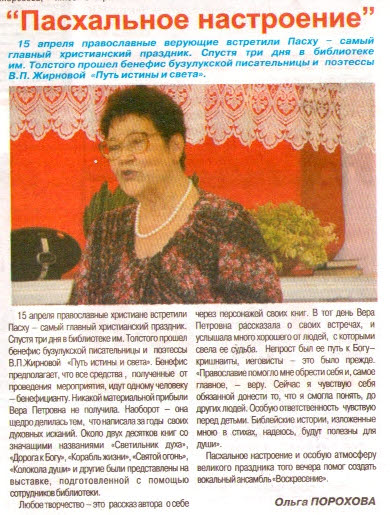 “Пасхальное настроение”
15 апреля православные верующие встретили Пасху – самый
главный христианский праздник. Спустя три дня в библиотеке
им. Толстого прошел бенефис бузулукской писательницы и поэтессы
В.П. Жирновой «Путь истины и света».
15 апреля православные христиане встретили
Пасху – самый главный христианский праздник.
Спустя три дня в библиотеке им. Толстого прошел
бенефис бузулукской писательницы и поэтессы
В.П.Жирновой «Путь истины и света». Бенефис
предполагает, что все средства , полученные от
проведения мероприятия, идут одному человеку
– бенефицианту. Никакой материальной прибыли
Вера Петровна не получила. Наоборот – она
щедро делилась тем, что написала за годы своих
духовных исканий. Около двух десятков книг со
значащими названиями «Светильник духа»,
«Дорога к Богу», «Корабль жизни», «Святой огонь»,
«Колокола души» и другие были представлены на
выставке, подготовленной с помощью
сотрудников библиотеки.
Любое творчество – это рассказ автора о себе
через персонажей своих книг. В тот день Вера
Петровна рассказала о своих встречах, и
услышала много хорошего от людей, с которыми
свела ее судьба. Непрост был ее путь к Богу–
кришнаиты, иеговисты – это было прежде.
«Православие помогло мне обрести себя и, самое
главное, – веру. Сейчас я чувствую себя
обязанной донести то, что я смогла понять, до
других людей. Особую ответственность чувствую
перед детьми. Библейские истории, изложенные
мною в стихах, надеюсь, будут полезны для
души».
Пасхальное настроение и особую атмосферу
великого праздника того вечера помог создать
вокальный ансамбль «Воскресение».
Ольга ПОРОХОВА